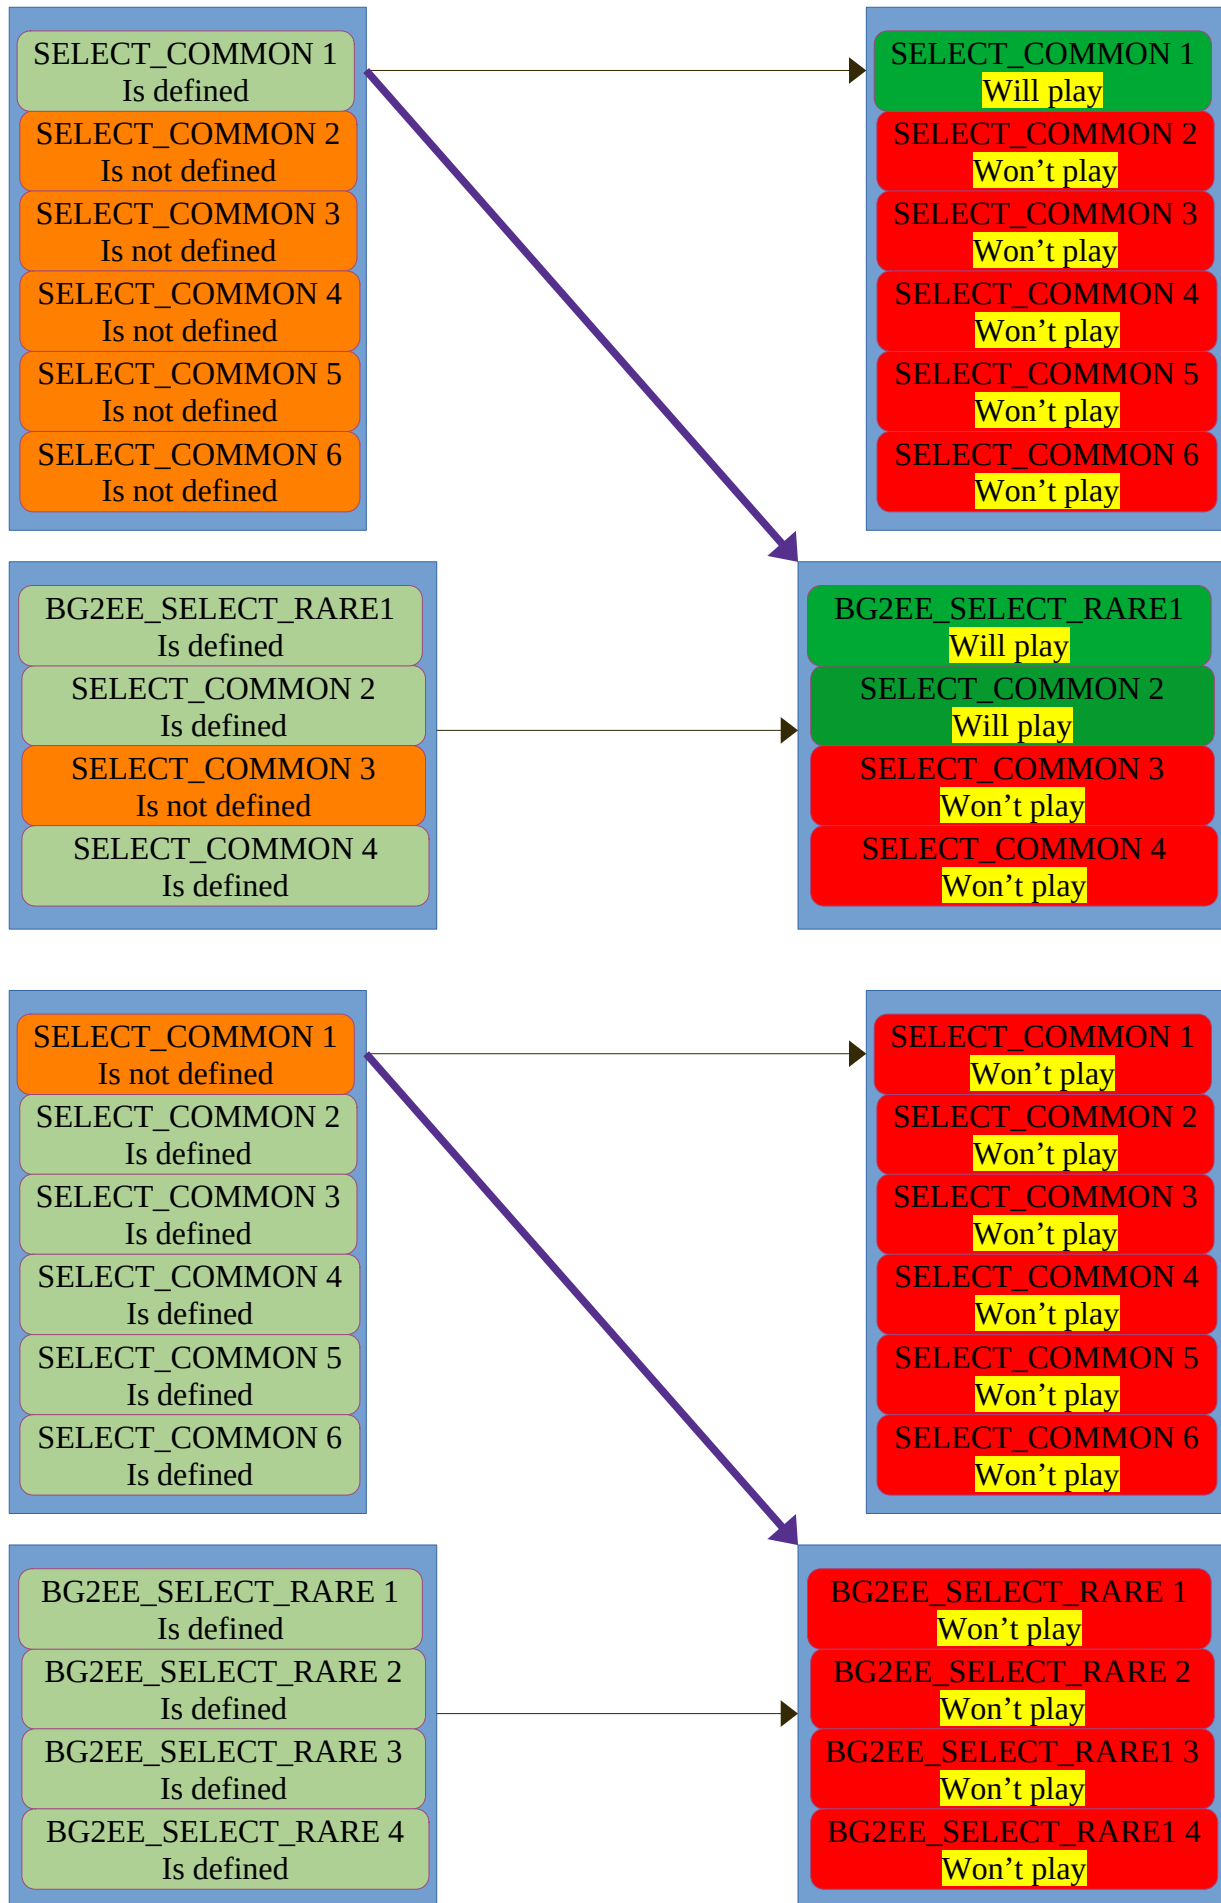 SELECT_COMMON 1
Is defined
SELECT_COMMON 2
Is not defined
SELECT_COMMON 3
Is not defined
SELECT_COMMON 4
Is not defined
SELECT_COMMON 5
Is not defined
SELECT_COMMON 6
Is not defined
SELECT_COMMON 1
Will play
SELECT_COMMON 2
Won’t play
SELECT_COMMON 3
Won’t play
SELECT_COMMON 4
Won’t play
SELECT_COMMON 5
Won’t play
SELECT_COMMON 6
Won’t play
BG2EE_SELECT_RARE1
Is defined
SELECT_COMMON 2
Is defined
SELECT_COMMON 3
Is not defined
SELECT_COMMON 4
Is defined
BG2EE_SELECT_RARE1
Will play
SELECT_COMMON 2
Will play
SELECT_COMMON 3
Won’t play
SELECT_COMMON 4
Won’t play
SELECT_COMMON 1
Is not defined
SELECT_COMMON 2
Is defined
SELECT_COMMON 3
Is defined
SELECT_COMMON 4
Is defined
SELECT_COMMON 5
Is defined
SELECT_COMMON 6
Is defined
SELECT_COMMON 1
Won’t play
SELECT_COMMON 2
Won’t play
SELECT_COMMON 3
Won’t play
SELECT_COMMON 4
Won’t play
SELECT_COMMON 5
Won’t play
SELECT_COMMON 6
Won’t play
BG2EE_SELECT_RARE 1
Is defined
BG2EE_SELECT_RARE 2
Is defined
BG2EE_SELECT_RARE 3
Is defined
BG2EE_SELECT_RARE 4
Is defined
BG2EE_SELECT_RARE 1
Won’t play
BG2EE_SELECT_RARE 2
Won’t play
BG2EE_SELECT_RARE1 3
Won’t play
BG2EE_SELECT_RARE1 4
Won’t play